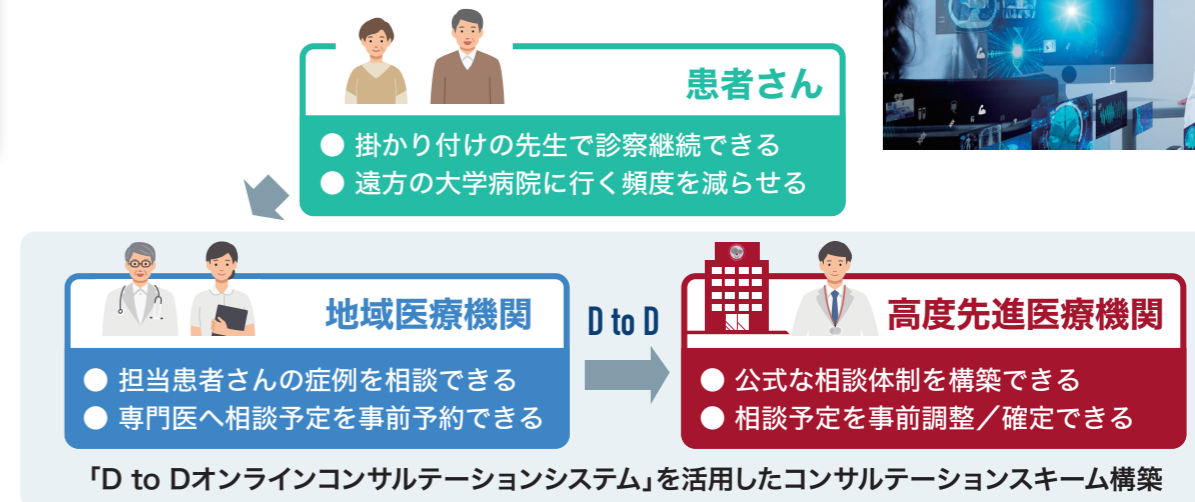 患者さん
● 掛かり付けの先生で診察継続できる
● 遠方の大学病院に行く頻度を減らせる
地域医療機関
● 担当患者さんの症例を相談できる
● 専門医へ相談予定を事前予約できる
D to D
高度先進医療機関
● 公式な相談体制を構築できる
● 相談予定を事前調整／確定できる
「D to Dオンラインコンサルテーションシステム」を活用したコンサルテーションスキーム構築